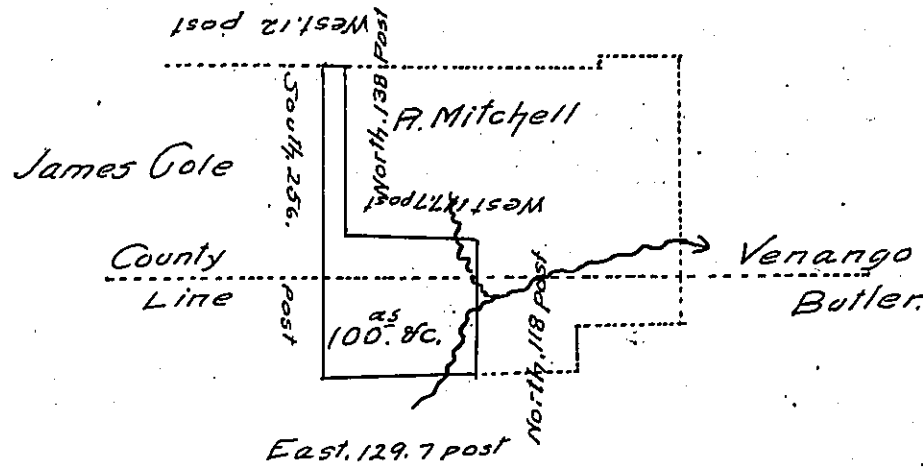 West. 12 post
South, 256. post
North. 138 post
A. Mitchell
James Cole
West 117.7 post
County
Line
Venango
Butler.
100.as &c.
North. 118 post
East. 129.7 post